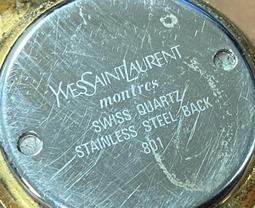 YVESSAINTLAURENT
montres
SWISS QUARTZ
STAINLESS STEEL BACK
801